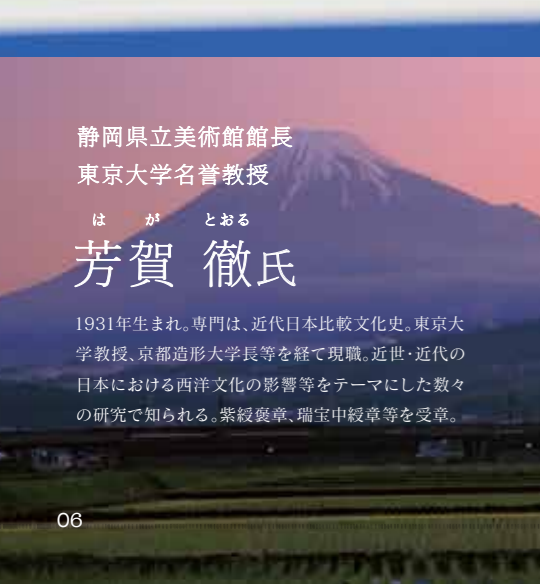 静岡県立美術館館長
東京大学名誉教授
は が とおる
芳賀 徹氏
1931年生まれ。専門は、近代日本比較文化史。東京大
学教授、京都造形大学長等を経て現職。近世・近代の
日本における西洋文化の影響等をテーマにした数々
の研究で知られる。紫綬褒章、瑞宝中綬章等を受章。
06